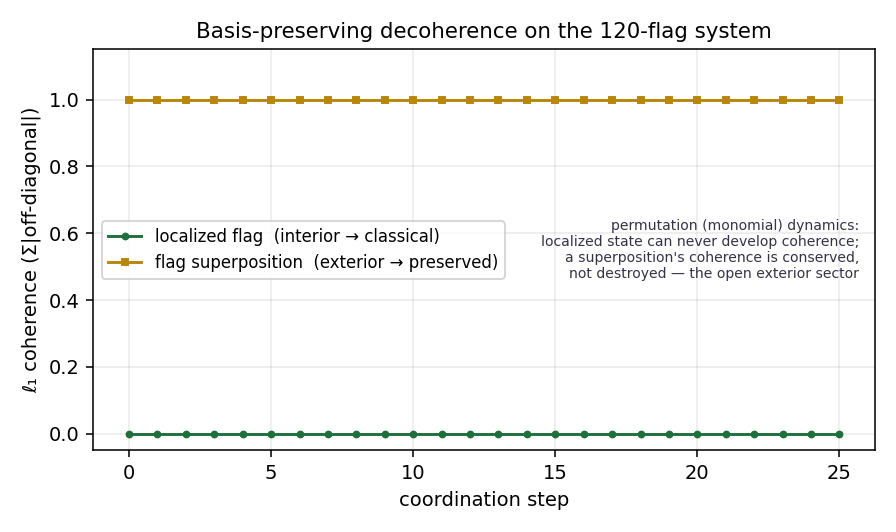 Basis-preserving decoherence on the 120-flag system
ℓ₁ coherence (Σ|off-diagonal|)
1.0
0.8
0.6
0.4
0.2
0.0
localized flag (interior → classical)
flag superposition (exterior → preserved)
permutation (monomial) dynamics:
localized state can never develop coherence;
a superposition's coherence is conserved,
not destroyed — the open exterior sector
0 5 10 15 20 25
coordination step